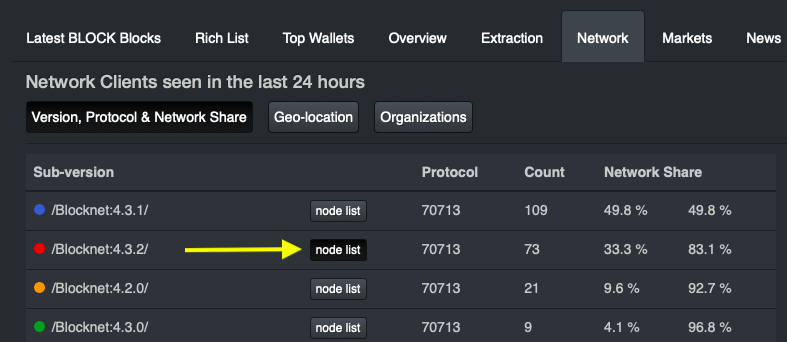 Latest BLOCK Blocks Rich List Top Wallets Overview Extraction Network Markets News
Network Clients seen in the last 24 hours
Version, Protocol & Network Share Geo-location Organizations
Sub-version Protocol Count Network Share
/Blocknet:4.3.1/ node list 70713 109 49.8 % 49.8 %
/Blocknet:4.3.2/ node list 70713 73 33.3 % 83.1 %
/Blocknet:4.2.0/ node list 70713 21 9.6 % 92.7 %
/Blocknet:4.3.0/ node list 70713 9 4.1 % 96.8 %